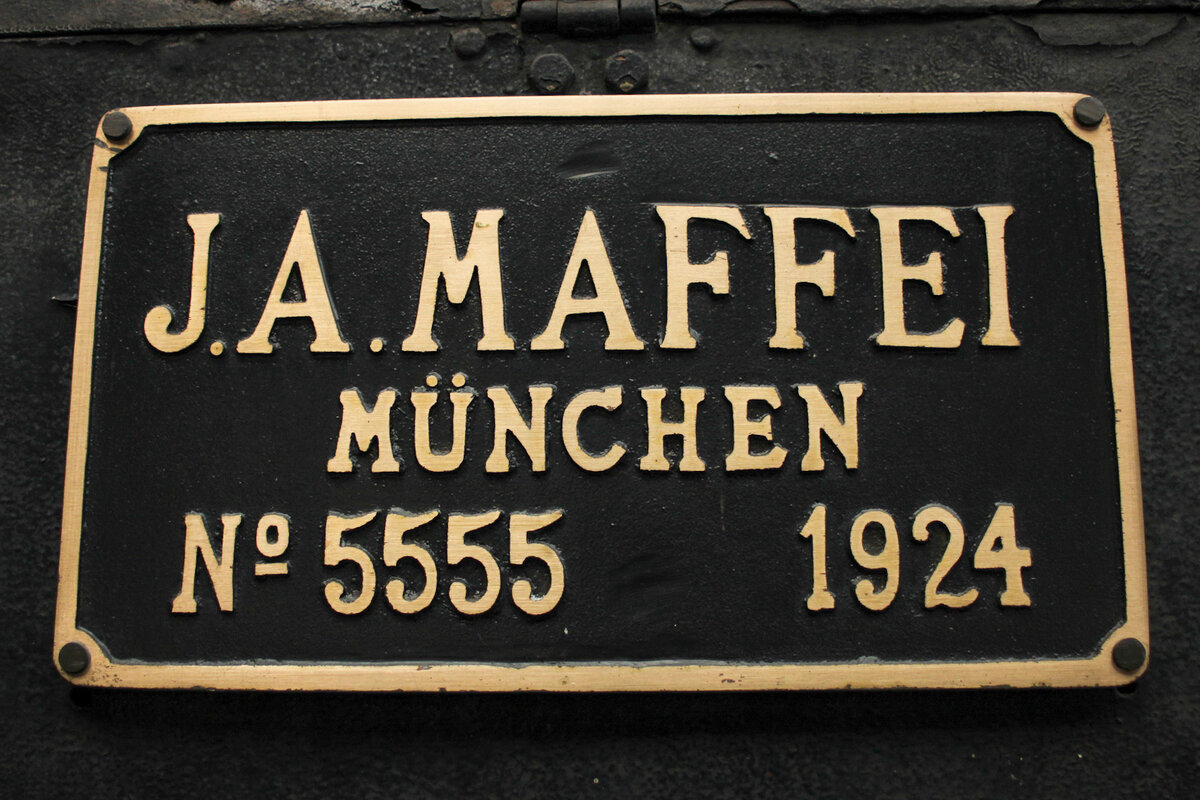 J.A.MAFFEI
MÜNCHEN
Nº 5555 1924